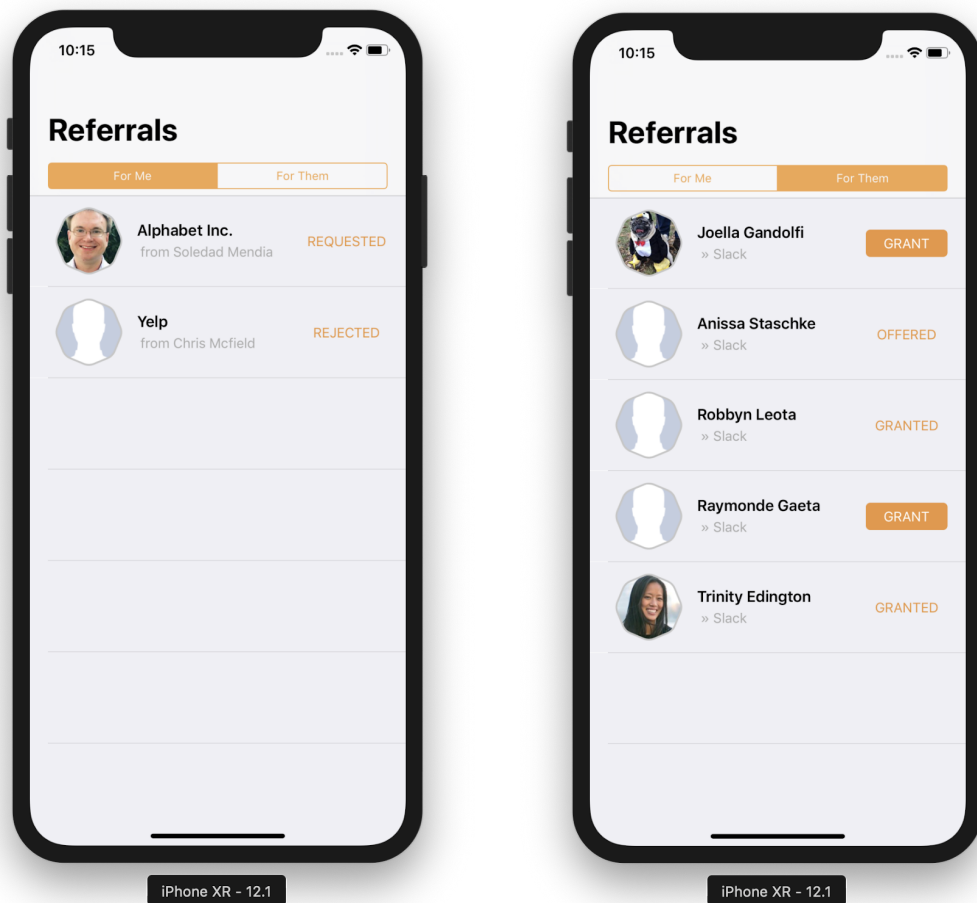 10:15
Referrals
For Me
For Them
Alphabet Inc.
from Soledad Mendia
REQUESTED
Yelp
from Chris Mcfield
REJECTED
iPhone XR - 12.1
10:15
Referrals
For Me
For Them
Joella Gandolfi
» Slack
GRANT
Anissa Staschke
» Slack
OFFERED
Robbyn Leota
» Slack
GRANTED
Raymonde Gaeta
» Slack
GRANT
Trinity Edington
» Slack
GRANTED
iPhone XR - 12.1